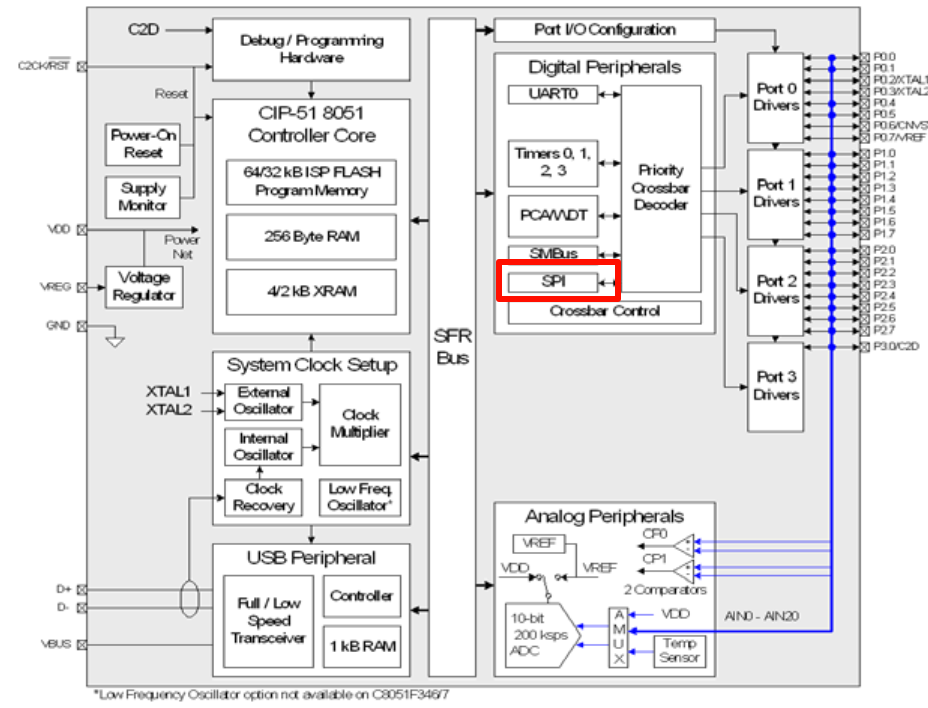 C2D
C2CK/RST
Debug / Programming
Hardware
Reset
Power-On
Reset
Supply
Monitor
VDD
Power
Net
VREG
Voltage
Regulator
GND
CIP-51 8051
Controller Core
64/32 kB ISP FLASH
Program Memory
256 Byte RAM
4/2 kB XRAM
System Clock Setup
XTAL1
XTAL2
External
Oscillator
Internal
Oscillator
Clock
Multiplier
Clock
Recovery
Low Freq.
Oscillator*
USB Peripheral
D+
D-
VBUS
Full / Low
Speed
Transceiver
Controller
1 kB RAM
SFR
Bus
Port I/O Configuration
Digital Peripherals
UART0
Timers 0, 1,
2, 3
PCA/WDT
SMBus
SPI
Priority
Crossbar
Decoder
Crossbar Control
Port 0
Drivers
Port 1
Drivers
Port 2
Drivers
Port 3
Drivers
P0.0
P0.1
P0.2/XTAL1
P0.3/XTAL2
P0.4
P0.5
P0.6/CNVS
P0.7/VREF
P1.0
P1.1
P1.2
P1.3
P1.4
P1.5
P1.6
P1.7
P2.0
P2.1
P2.2
P2.3
P2.4
P2.5
P2.6
P2.7
P3.0/C2D
Analog Peripherals
VREF
VDD
VREF
CP0
CP1
+
-
+
-
2 Comparators
10-bit
200 ksps
ADC
A
M
U
X
VDD
Temp
Sensor
AIN0 - AIN20
*Low Frequency Oscillator option not available on C8051F346/7